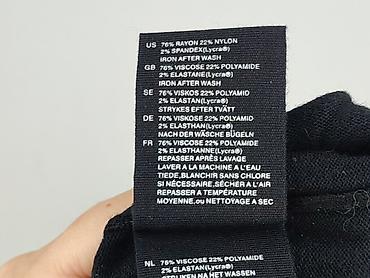 US 76% RAYON 22% NYLON
2% SPANDEX(Lycra®)
IRON AFTER WASH
GB 76% VISCOSE 22% POLYAMIDE
2% ELASTANE(Lycra®)
IRON AFTER WASH
SE 76% VISKOS 22% POLYAMID
2% ELASTAN(Lycra®)
STRYKES EFTER TVÄTT
DE 76% VISKOSE 22% POLYAMID
2% ELASTHAN(Lycra®)
NACH DER WÄSCHE BÜGELN
FR 76% VISCOSE 22% POLYAMIDE
2% ELASTHANNE(Lycra®)
REPASSER APRÈS LAVAGE
LAVER A LA MACHINE A L'EAU
TIEDE,BLANCHIR SANS CHLORE
SI NÉCESSAIRE,SÉCHER A L'AIR
REPASSER A TEMPÉRATURE
MOYENNE,ou NETTOYAGE A SEC
NL 76% VISCOSE 22% POLYAMIDE
2% ELASTAN(Lycra®)
STRIJKEN NA HET WASSEN